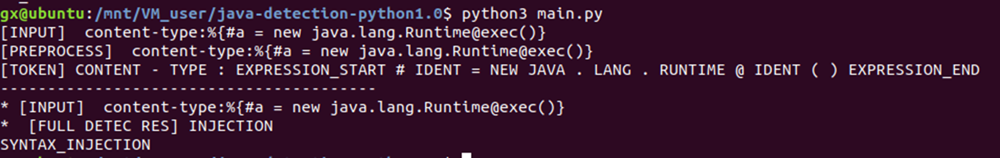 gx@ubuntu:/mnt/VM_user/java-detection-python1.0$ python3 main.py
[INPUT]  content-type:%{#a = new java.lang.Runtime@exec()}
[PREPROCESS]  content-type:%{#a = new java.lang.Runtime@exec()}
[TOKEN] CONTENT - TYPE : EXPRESSION_START # IDENT = NEW JAVA . LANG . RUNTIME @ IDENT ( ) EXPRESSION_END
----------------------------------------
* [INPUT]  content-type:%{#a = new java.lang.Runtime@exec()}
*  [FULL DETEC RES] INJECTION
SYNTAX_INJECTION